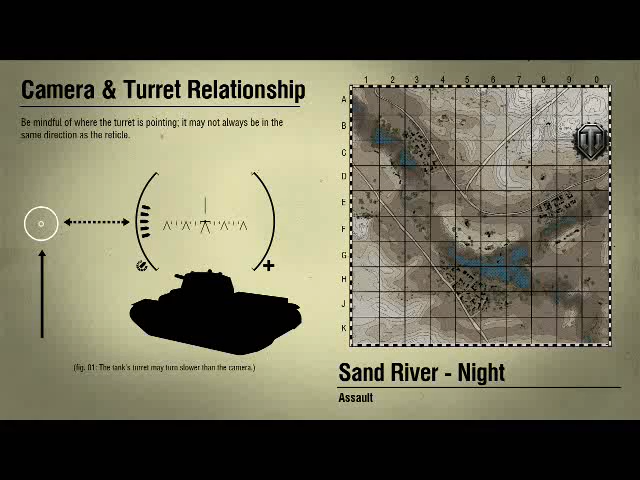 Camera & Turret Relationship
Be mindful of where the turret is pointing; it may not always be in the
same direction as the reticle.
(fig. 01: The tank's turret may turn slower than the camera.)
1 2 3 4 5 6 7 8 9 0
A
B
C
D
E
F
G
H
J
K
Sand River - Night
Assault